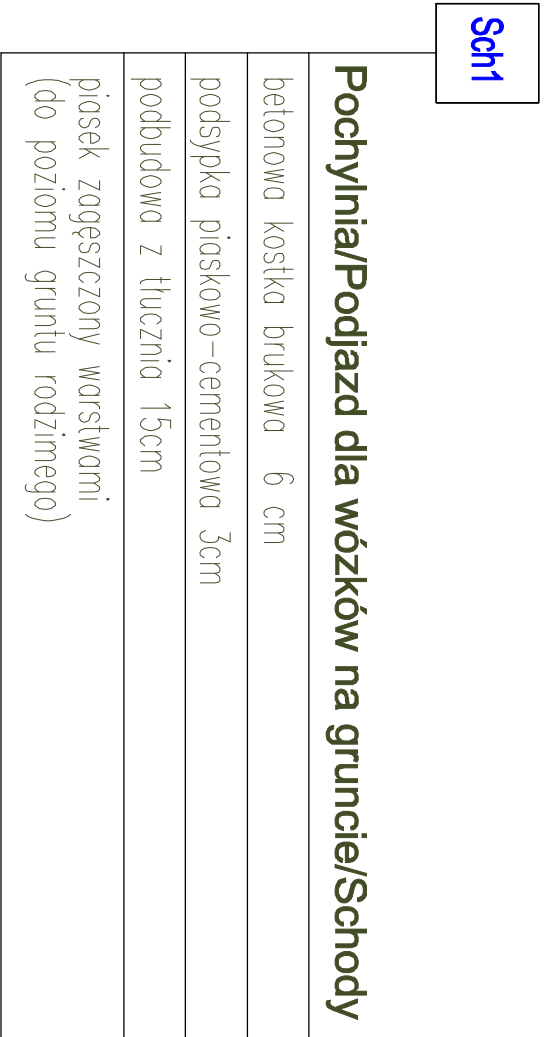 Sch1
Pochylnia/Podjazd dla wózków na gruncie/Schody
betonowa kostka brukowa 6 cm
podsypka piaskowo-cementowa 3cm
podbudowa z tłucznia 15cm
piasek zagęszczony warstwami
(do poziomu gruntu rodzimego)